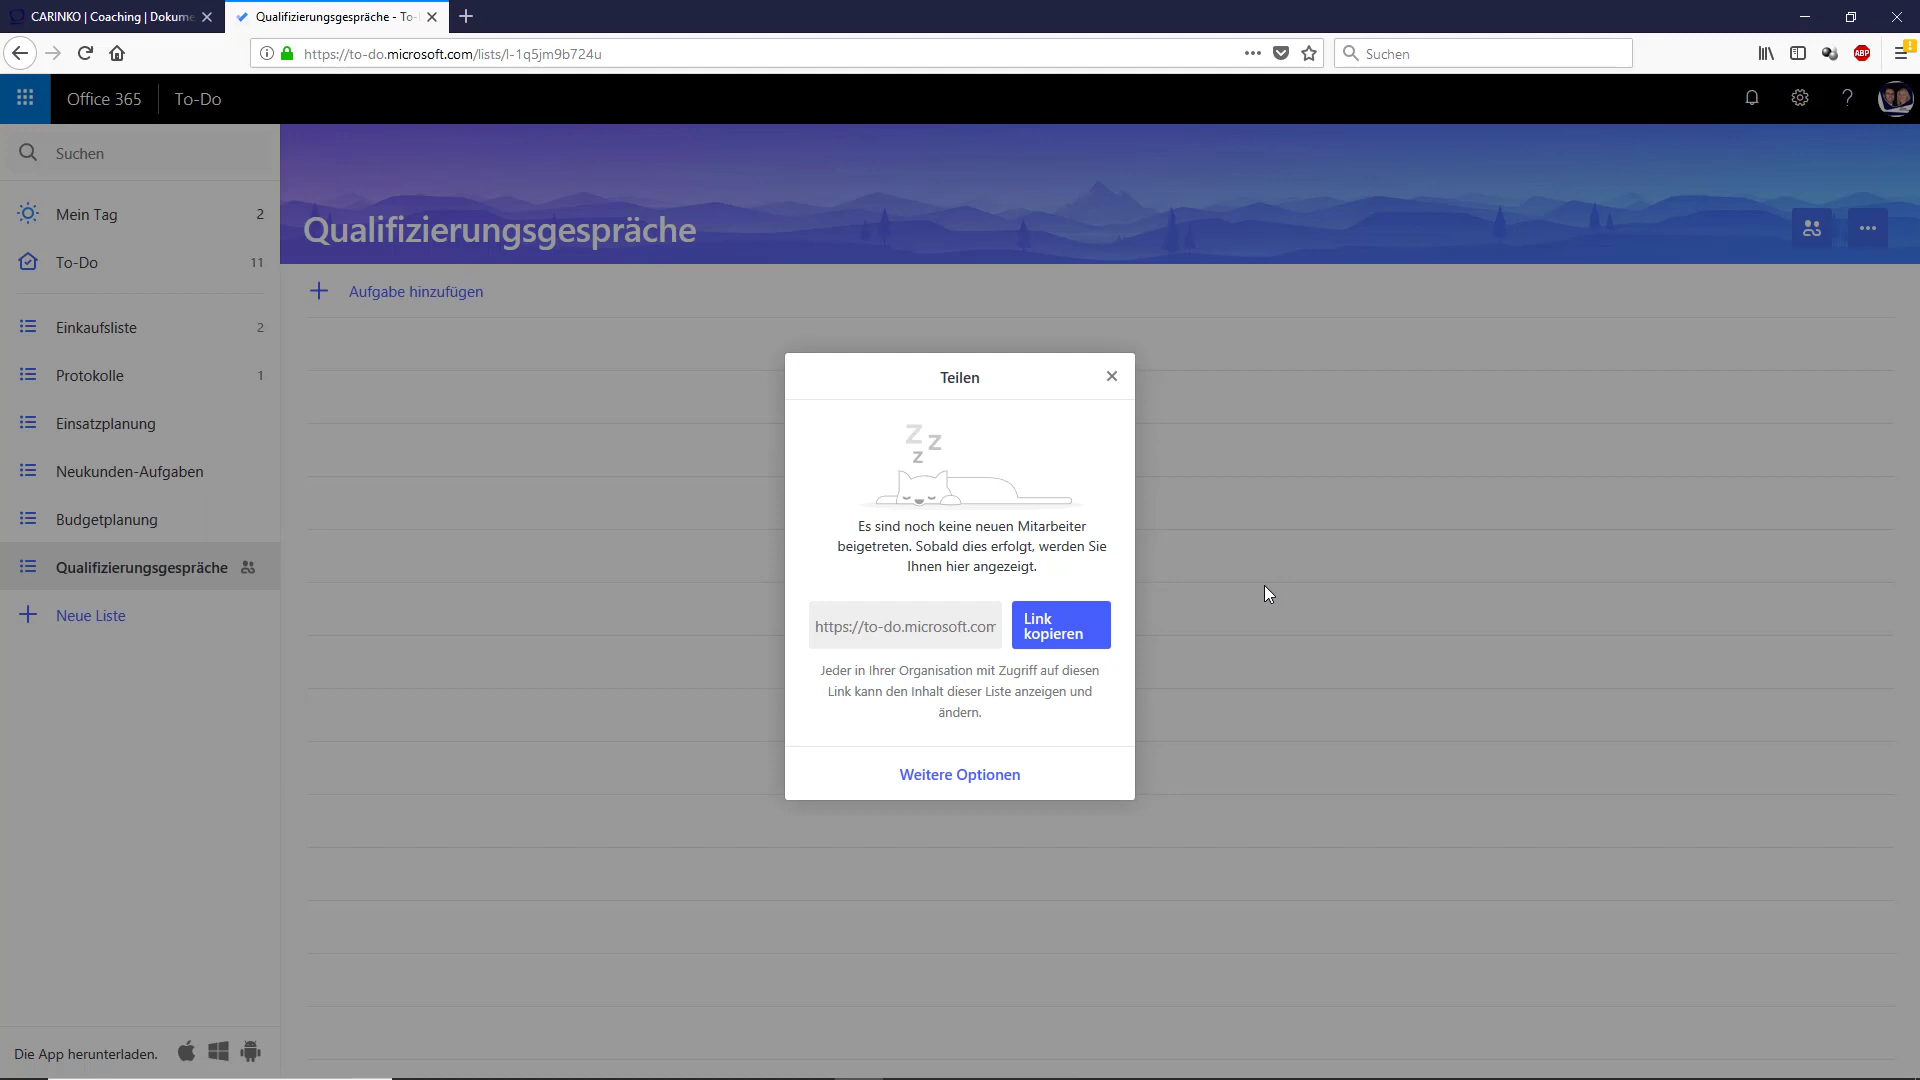 CARINKO | Coaching | Dokume
Qualifizierungsgespräche - To-
https://to-do.microsoft.com/lists/l-1q5jm9b724u
Suchen
ABP
Office 365
To-Do
?
Suchen
Mein Tag
2
To-Do
11
Einkaufsliste
2
Protokolle
1
Einsatzplanung
Neukunden-Aufgaben
Budgetplanung
Qualifizierungsgespräche
Neue Liste
Die App herunterladen.
Qualifizierungsgespräche
Aufgabe hinzufügen
Teilen
Z Z
z
Es sind noch keine neuen Mitarbeiter
beigetreten. Sobald dies erfolgt, werden Sie
Ihnen hier angezeigt.
https://to-do.microsoft.com
Link
kopieren
Jeder in Ihrer Organisation mit Zugriff auf diesen
Link kann den Inhalt dieser Liste anzeigen und
ändern.
Weitere Optionen